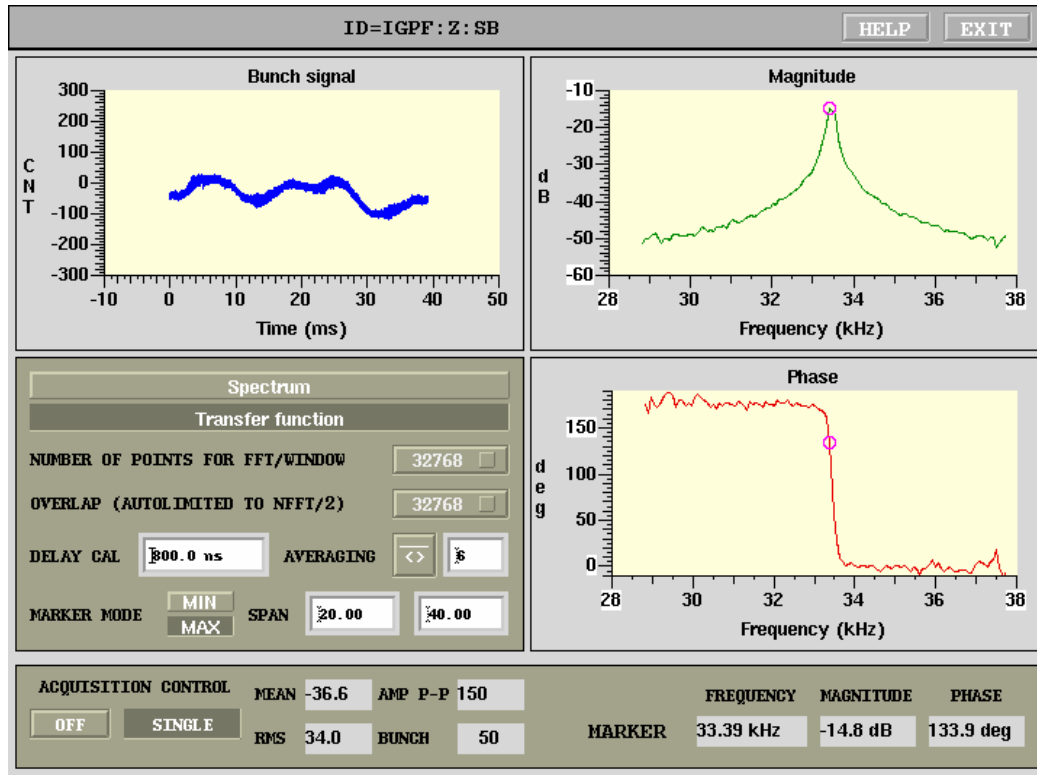 ID=IGPF:Z:SB
HELP
EXIT
Bunch signal
300
200
100
0
-100
-200
-300
CNT
-10 0 10 20 30 40 50
Time (ms)
Magnitude
-10
-20
-30
-40
-50
-60
dB
28 30 32 34 36 38
Frequency (kHz)
Spectrum
Transfer function
NUMBER OF POINTS FOR FFT/WINDOW 32768
OVERLAP (AUTOLIMITED TO NFFT/2) 32768
DELAY CAL 800.0 ns AVERAGING <> 6
MARKER MODE MIN MAX SPAN 20.00 40.00
Phase
150
100
50
0
deg
28 30 32 34 36 38
Frequency (kHz)
ACQUISITION CONTROL
OFF SINGLE
MEAN -36.6 AMP P-P 150
RMS 34.0 BUNCH 50
FREQUENCY MAGNITUDE PHASE
MARKER 33.39 kHz -14.8 dB 133.9 deg